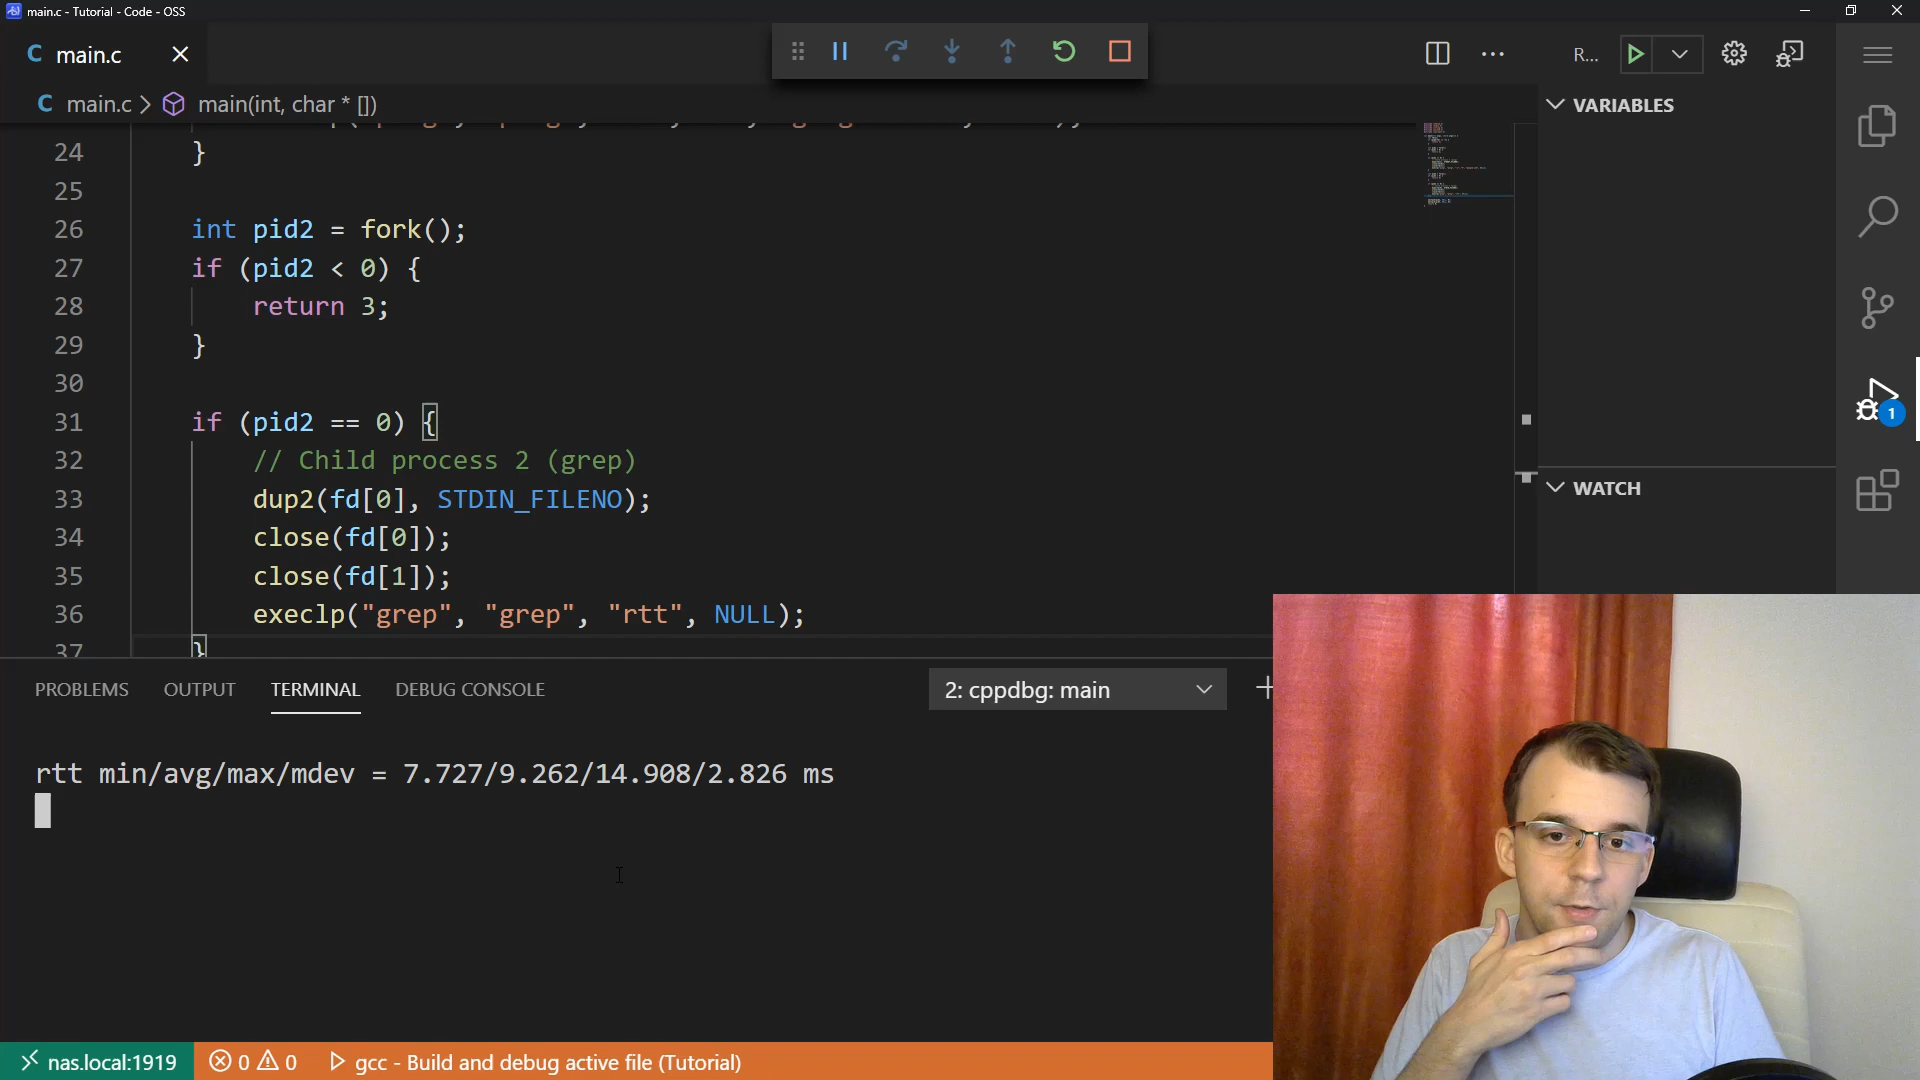 main.c - Tutorial - Code - OSS
C main.c
R...
C main.c > main(int, char * [])
VARIABLES
24 }
25
26 int pid2 = fork();
27 if (pid2 < 0) {
28 return 3;
29 }
30
31 if (pid2 == 0) {
32 // Child process 2 (grep)
33 dup2(fd[0], STDIN_FILENO);
34 close(fd[0]);
35 close(fd[1]);
36 execlp("grep", "grep", "rtt", NULL);
37 }
1
WATCH
PROBLEMS OUTPUT TERMINAL DEBUG CONSOLE
2: cppdbg: main
rtt min/avg/max/mdev = 7.727/9.262/14.908/2.826 ms
nas.local:1919 0 0 gcc - Build and debug active file (Tutorial)